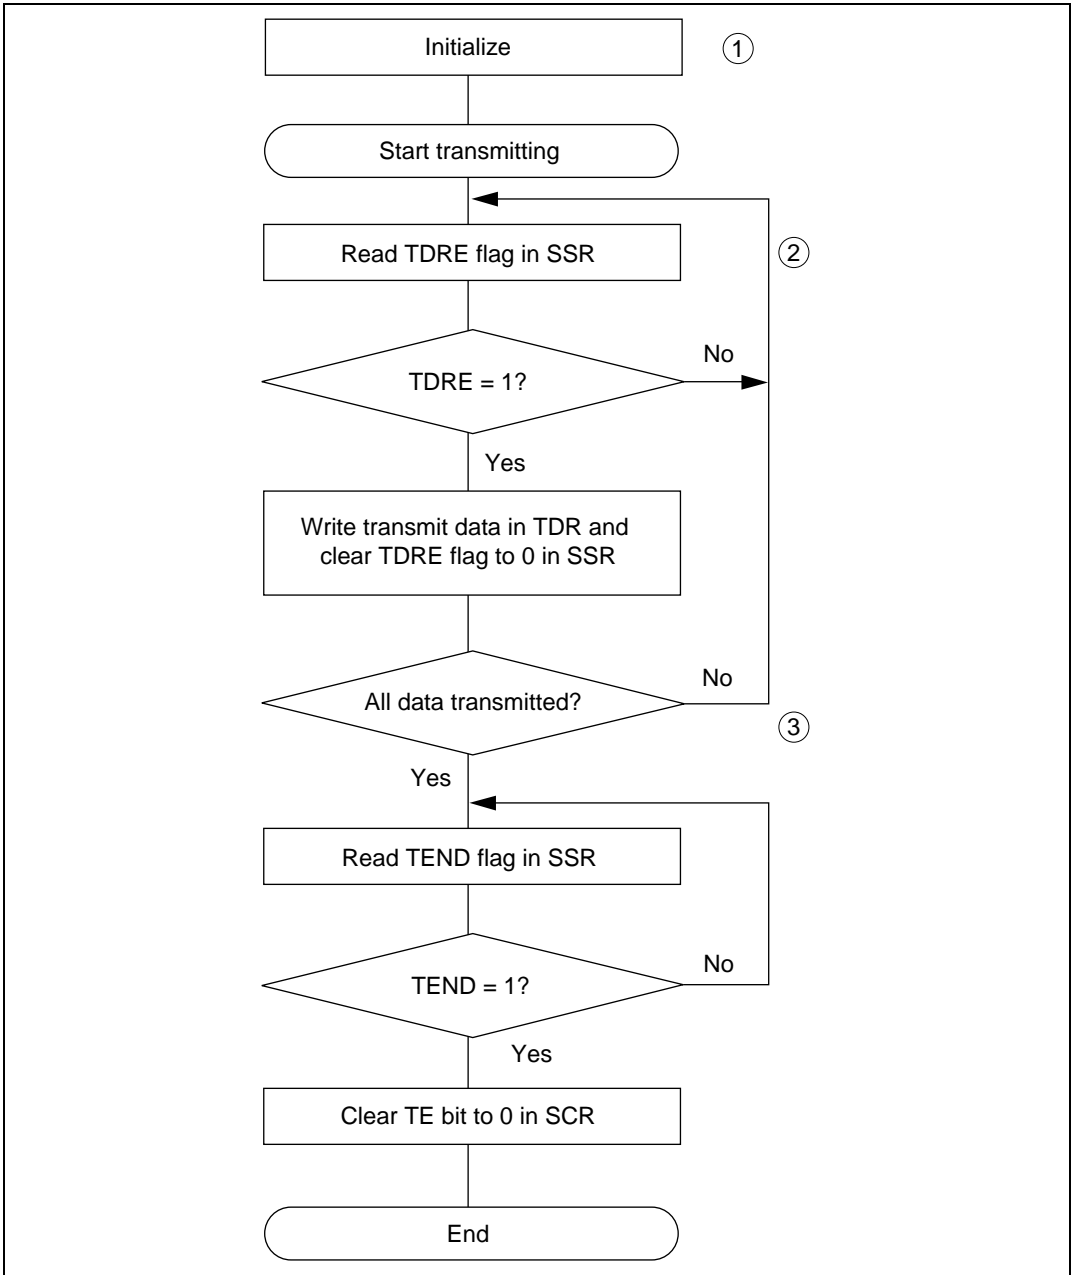 Initialize
1
Start transmitting
Read TDRE flag in SSR
2
TDRE = 1?
No
Yes
Write transmit data in TDR and
clear TDRE flag to 0 in SSR
All data transmitted?
No
3
Yes
Read TEND flag in SSR
TEND = 1?
No
Yes
Clear TE bit to 0 in SCR
End